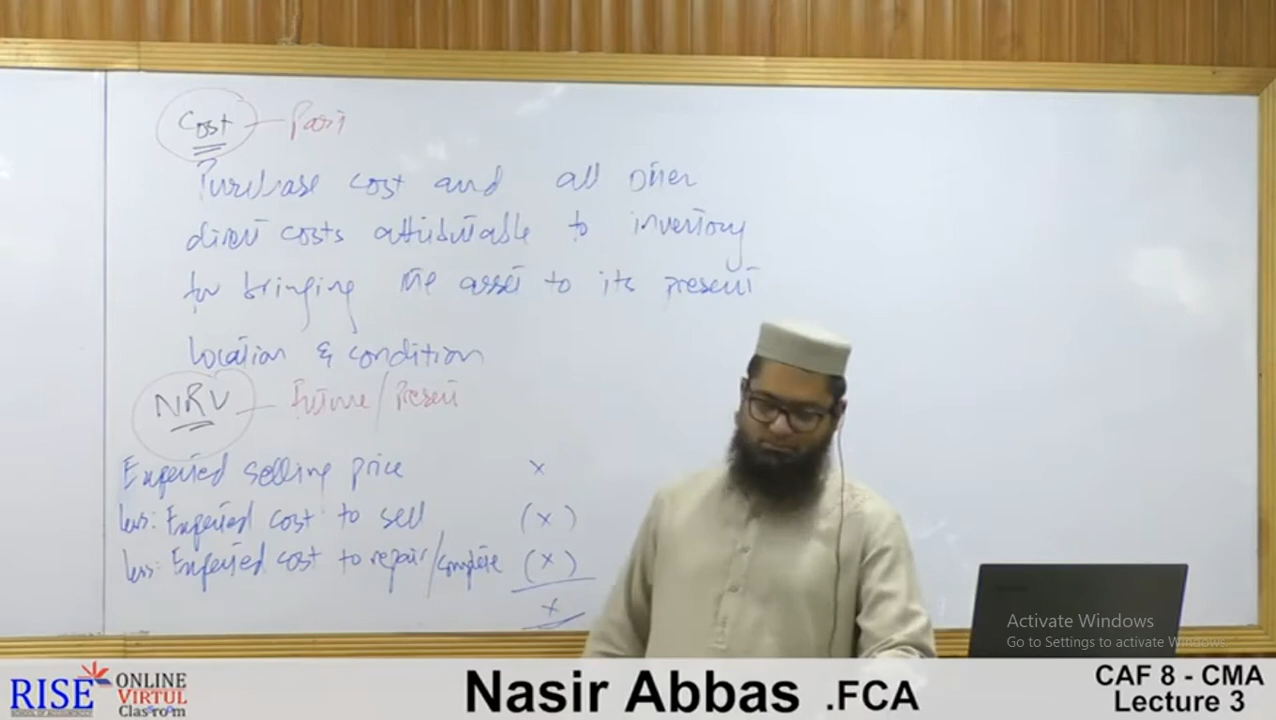 Cost — Past
Purchase cost and all other
direct costs attributable to inventory
for bringing the asset to its present
Location & condition
NRV — Future/Present
Expected selling price x
less: Expected cost to sell (x)
less: Expected cost to repair/complete (x)
x
Activate Windows
Go to Settings to activate Windows.
RISE
SCHOOL OF ACCOUNTANCY
ONLINE
VIRTUL
Classroom
Nasir Abbas .FCA
CAF 8 - CMA
Lecture 3